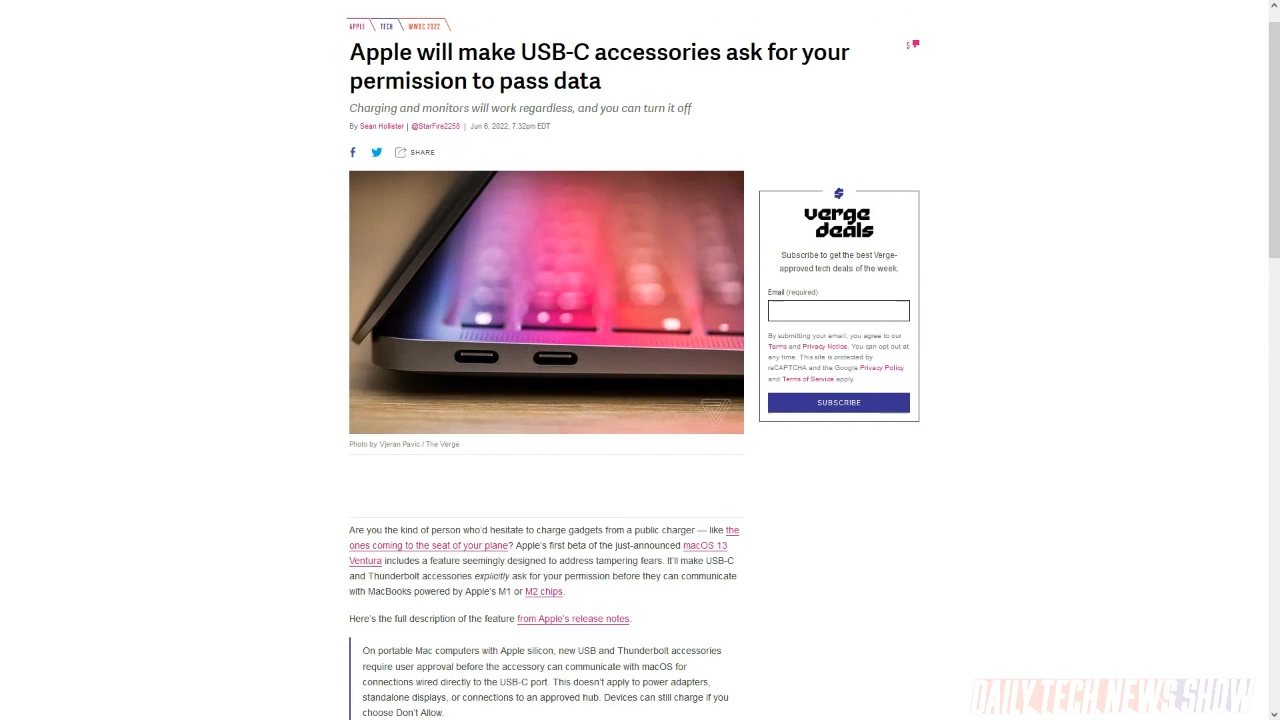 APPLE TECH WWDC 2022
Apple will make USB-C accessories ask for your
permission to pass data
5
Charging and monitors will work regardless, and you can turn it off
By Sean Hollister | @StarFire2258 | Jun 6, 2022, 7:32pm EDT
SHARE
verge
deals
Subscribe to get the best Verge-
approved tech deals of the week.
Email (required)
By submitting your email, you agree to our
Terms and Privacy Notice. You can opt out at
any time. This site is protected by
reCAPTCHA and the Google Privacy Policy
and Terms of Service apply.
SUBSCRIBE
Photo by Vjeran Pavic / The Verge
Are you the kind of person who'd hesitate to charge gadgets from a public charger — like the
ones coming to the seat of your plane? Apple's first beta of the just-announced macOS 13
Ventura includes a feature seemingly designed to address tampering fears. It'll make USB-C
and Thunderbolt accessories explicitly ask for your permission before they can communicate
with MacBooks powered by Apple's M1 or M2 chips.
Here's the full description of the feature from Apple's release notes:
On portable Mac computers with Apple silicon, new USB and Thunderbolt accessories
require user approval before the accessory can communicate with macOS for
connections wired directly to the USB-C port. This doesn't apply to power adapters,
standalone displays, or connections to an approved hub. Devices can still charge if you
choose Don't Allow.
DAILY TECH NEWS SHOW